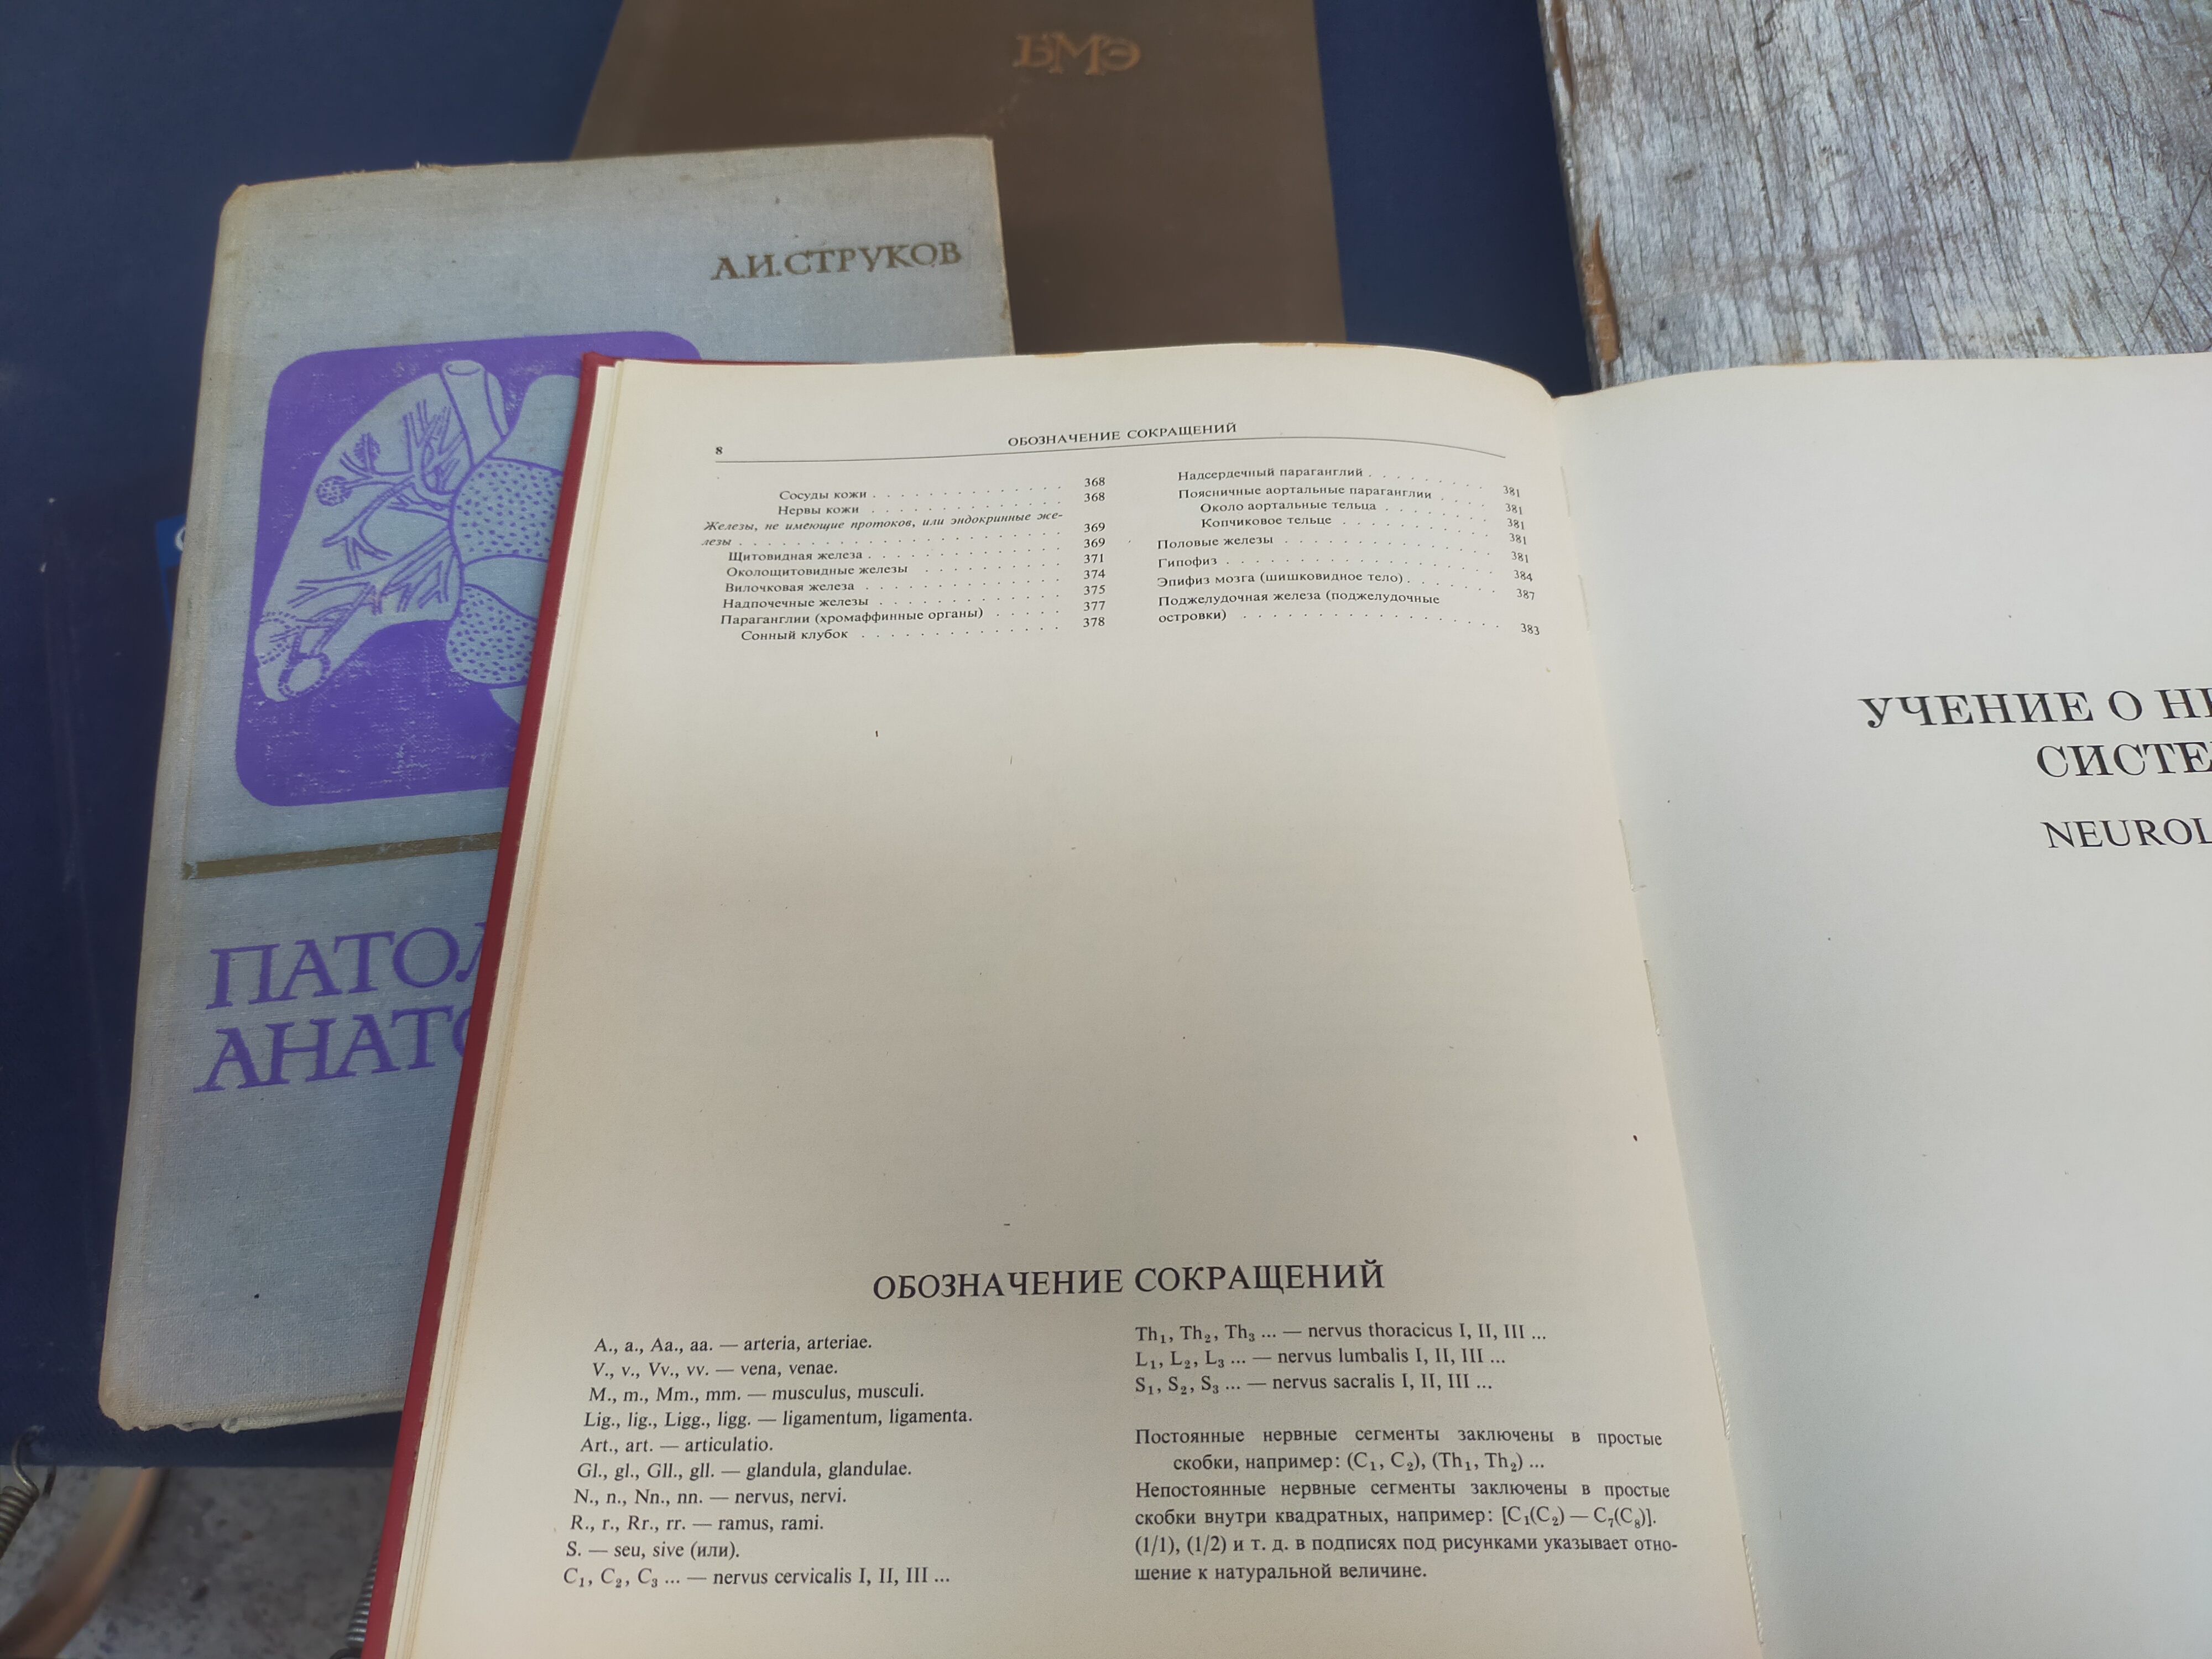 БМЭ
А.И.СТРУКОВ
ПАТОЛ
АНАТО
8
ОБОЗНАЧЕНИЕ СОКРАЩЕНИЙ
Сосуды кожи . . . . . . . . . . . . . 368
Нервы кожи . . . . . . . . . . . . . 368
Железы, не имеющие протоков, или эндокринные же-
лезы . . . . . . . . . . . . . . . . . 369
Щитовидная железа . . . . . . . . . . . . 369
Околощитовидные железы . . . . . . . . . . 371
Вилочковая железа . . . . . . . . . . . . 374
Надпочечные железы . . . . . . . . . . . 375
Параганглии (хромаффинные органы) . . . . . 377
Сонный клубок . . . . . . . . . . . . 378
Надсердечный параганглий . . . . . . . . 381
Поясничные аортальные параганглии . . . . 381
Около аортальные тельца . . . . . . . . 381
Копчиковое тельце . . . . . . . . . . 381
Половые железы . . . . . . . . . . . . . 381
Гипофиз . . . . . . . . . . . . . . . . 381
Эпифиз мозга (шишковидное тело) . . . . . . 384
Поджелудочная железа (поджелудочные 387
островки) . . . . . . . . . . . . . . . 383
ОБОЗНАЧЕНИЕ СОКРАЩЕНИЙ
A., a., Aa., aa. — arteria, arteriae.
V., v., Vv., vv. — vena, venae.
M., m., Mm., mm. — musculus, musculi.
Lig., lig., Ligg., ligg. — ligamentum, ligamenta.
Art., art. — articulatio.
Gl., gl., Gll., gll. — glandula, glandulae.
N., n., Nn., nn. — nervus, nervi.
R., r., Rr., rr. — ramus, rami.
S. — seu, sive (или).
C₁, C₂, C₃ ... — nervus cervicalis I, II, III ...
Th₁, Th₂, Th₃ ... — nervus thoracicus I, II, III ...
L₁, L₂, L₃ ... — nervus lumbalis I, II, III ...
S₁, S₂, S₃ ... — nervus sacralis I, II, III ...
Постоянные нервные сегменты заключены в простые
скобки, например: (C₁, C₂), (Th₁, Th₂) ...
Непостоянные нервные сегменты заключены в простые
скобки внутри квадратных, например: [C₁(C₂) — C₇(C₈)].
(1/1), (1/2) и т. д. в подписях под рисунками указывает отно-
шение к натуральной величине.
УЧЕНИЕ О НЕ
СИСТЕ
NEUROL